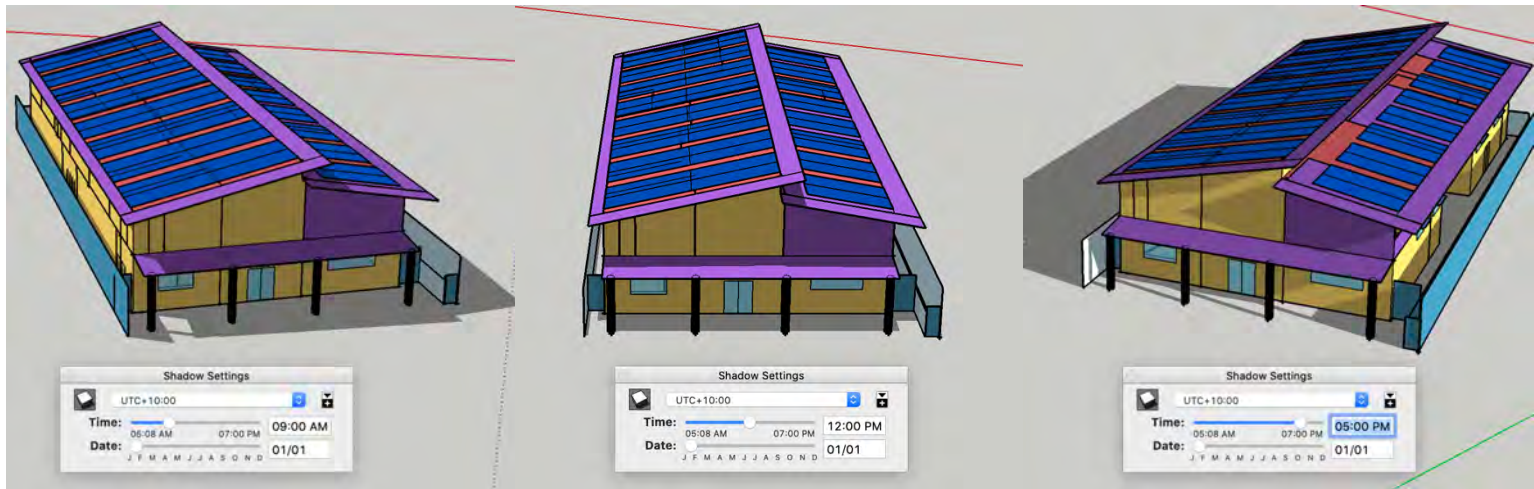 Shadow Settings
UTC+10:00
Time:
05:08 AM
07:00 PM
09:00 AM
Date:
J F M A M J J A S O N D
01/01
Shadow Settings
UTC+10:00
Time:
05:08 AM
07:00 PM
12:00 PM
Date:
J F M A M J J A S O N D
01/01
Shadow Settings
UTC+10:00
Time:
05:08 AM
07:00 PM
05:00 PM
Date:
J F M A M J J A S O N D
01/01